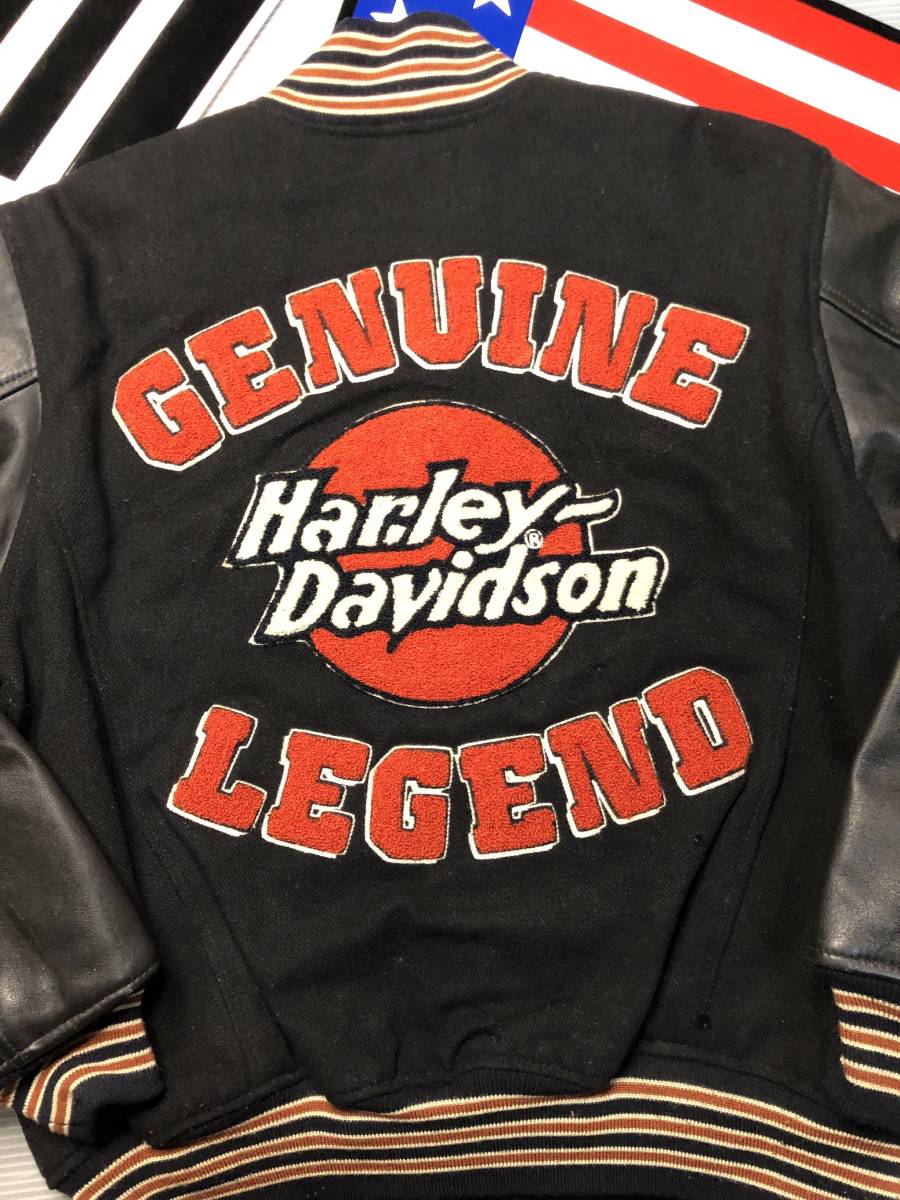 GENUINE
Harley-
Davidson
®
LEGEND